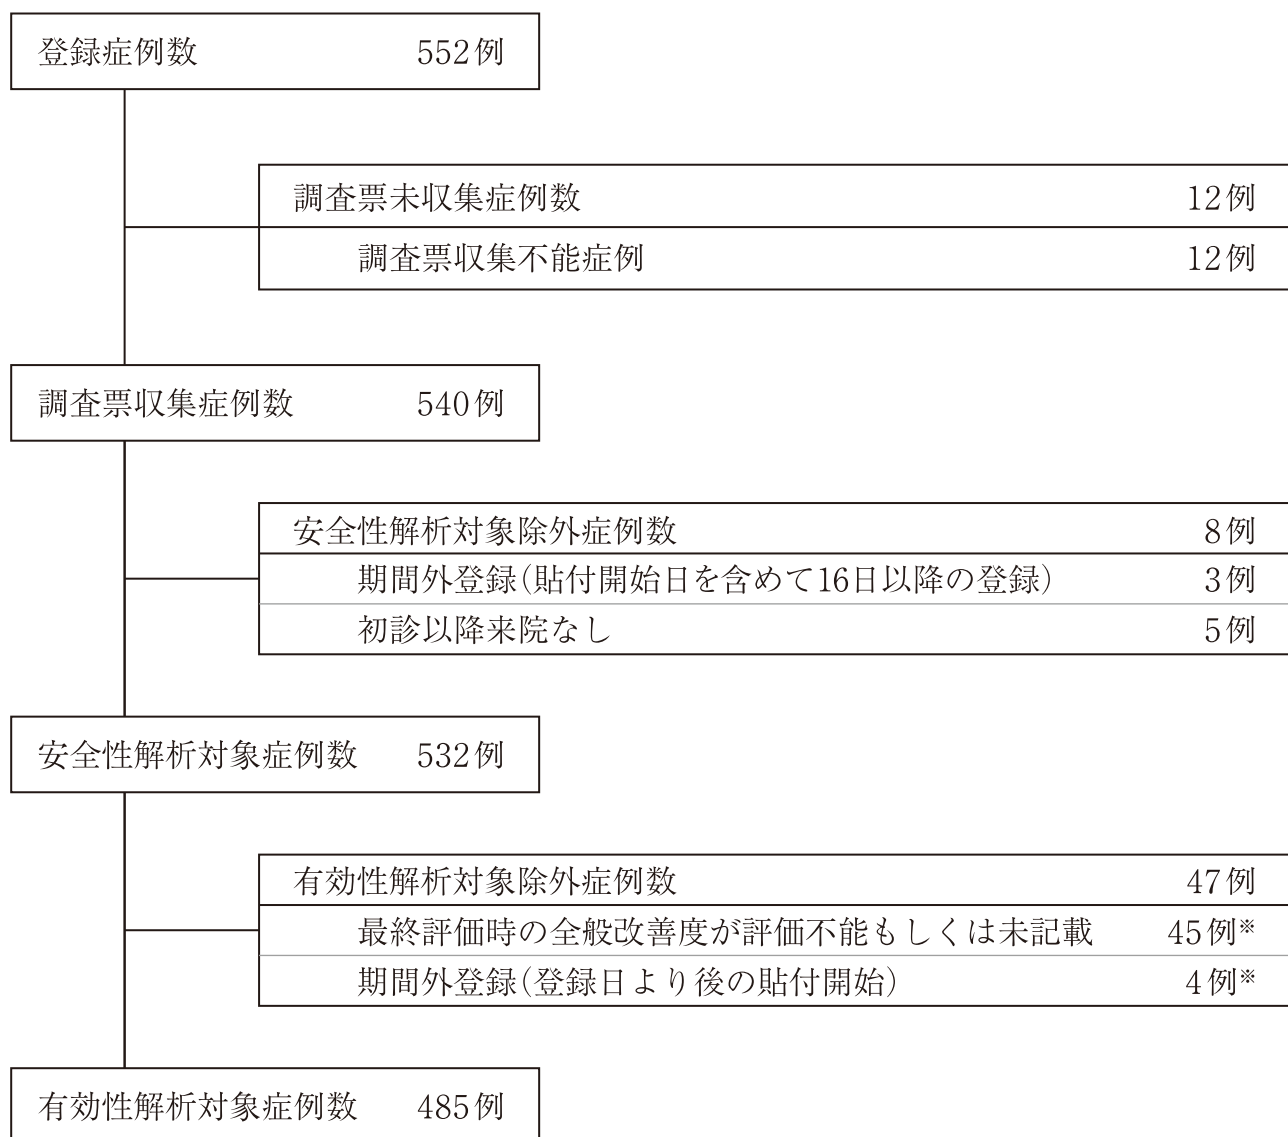 登録症例数 552例
調査票未収集症例数 12例
調査票収集不能症例 12例
調査票収集症例数 540例
安全性解析対象除外症例数 8例
期間外登録(貼付開始日を含めて16日以降の登録) 3例
初診以降来院なし 5例
安全性解析対象症例数 532例
有効性解析対象除外症例数 47例
最終評価時の全般改善度が評価不能もしくは未記載 45例※
期間外登録(登録日より後の貼付開始) 4例※
有効性解析対象症例数 485例